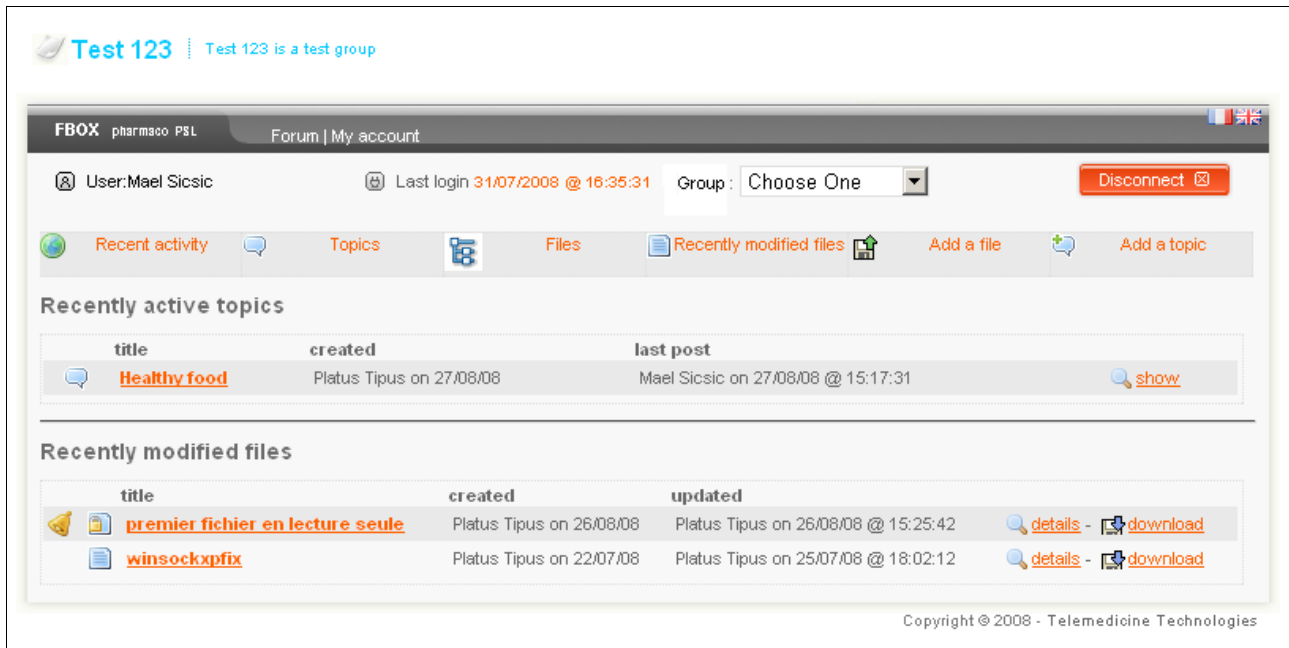 Test 123 Test 123 is a test group
FBOX pharmaco PSL Forum | My account
User:Mael Sicsic Last login 31/07/2008 @ 16:35:31 Group : Choose One Disconnect
Recent activity Topics Files Recently modified files Add a file Add a topic
Recently active topics
title created last post
Healthy food Platus Tipus on 27/08/08 Mael Sicsic on 27/08/08 @ 15:17:31 show
Recently modified files
title created updated
premier fichier en lecture seule Platus Tipus on 26/08/08 Platus Tipus on 26/08/08 @ 15:25:42 details - download
winsockxpfix Platus Tipus on 22/07/08 Platus Tipus on 25/07/08 @ 18:02:12 details - download
Copyright © 2008 - Telemedicine Technologies